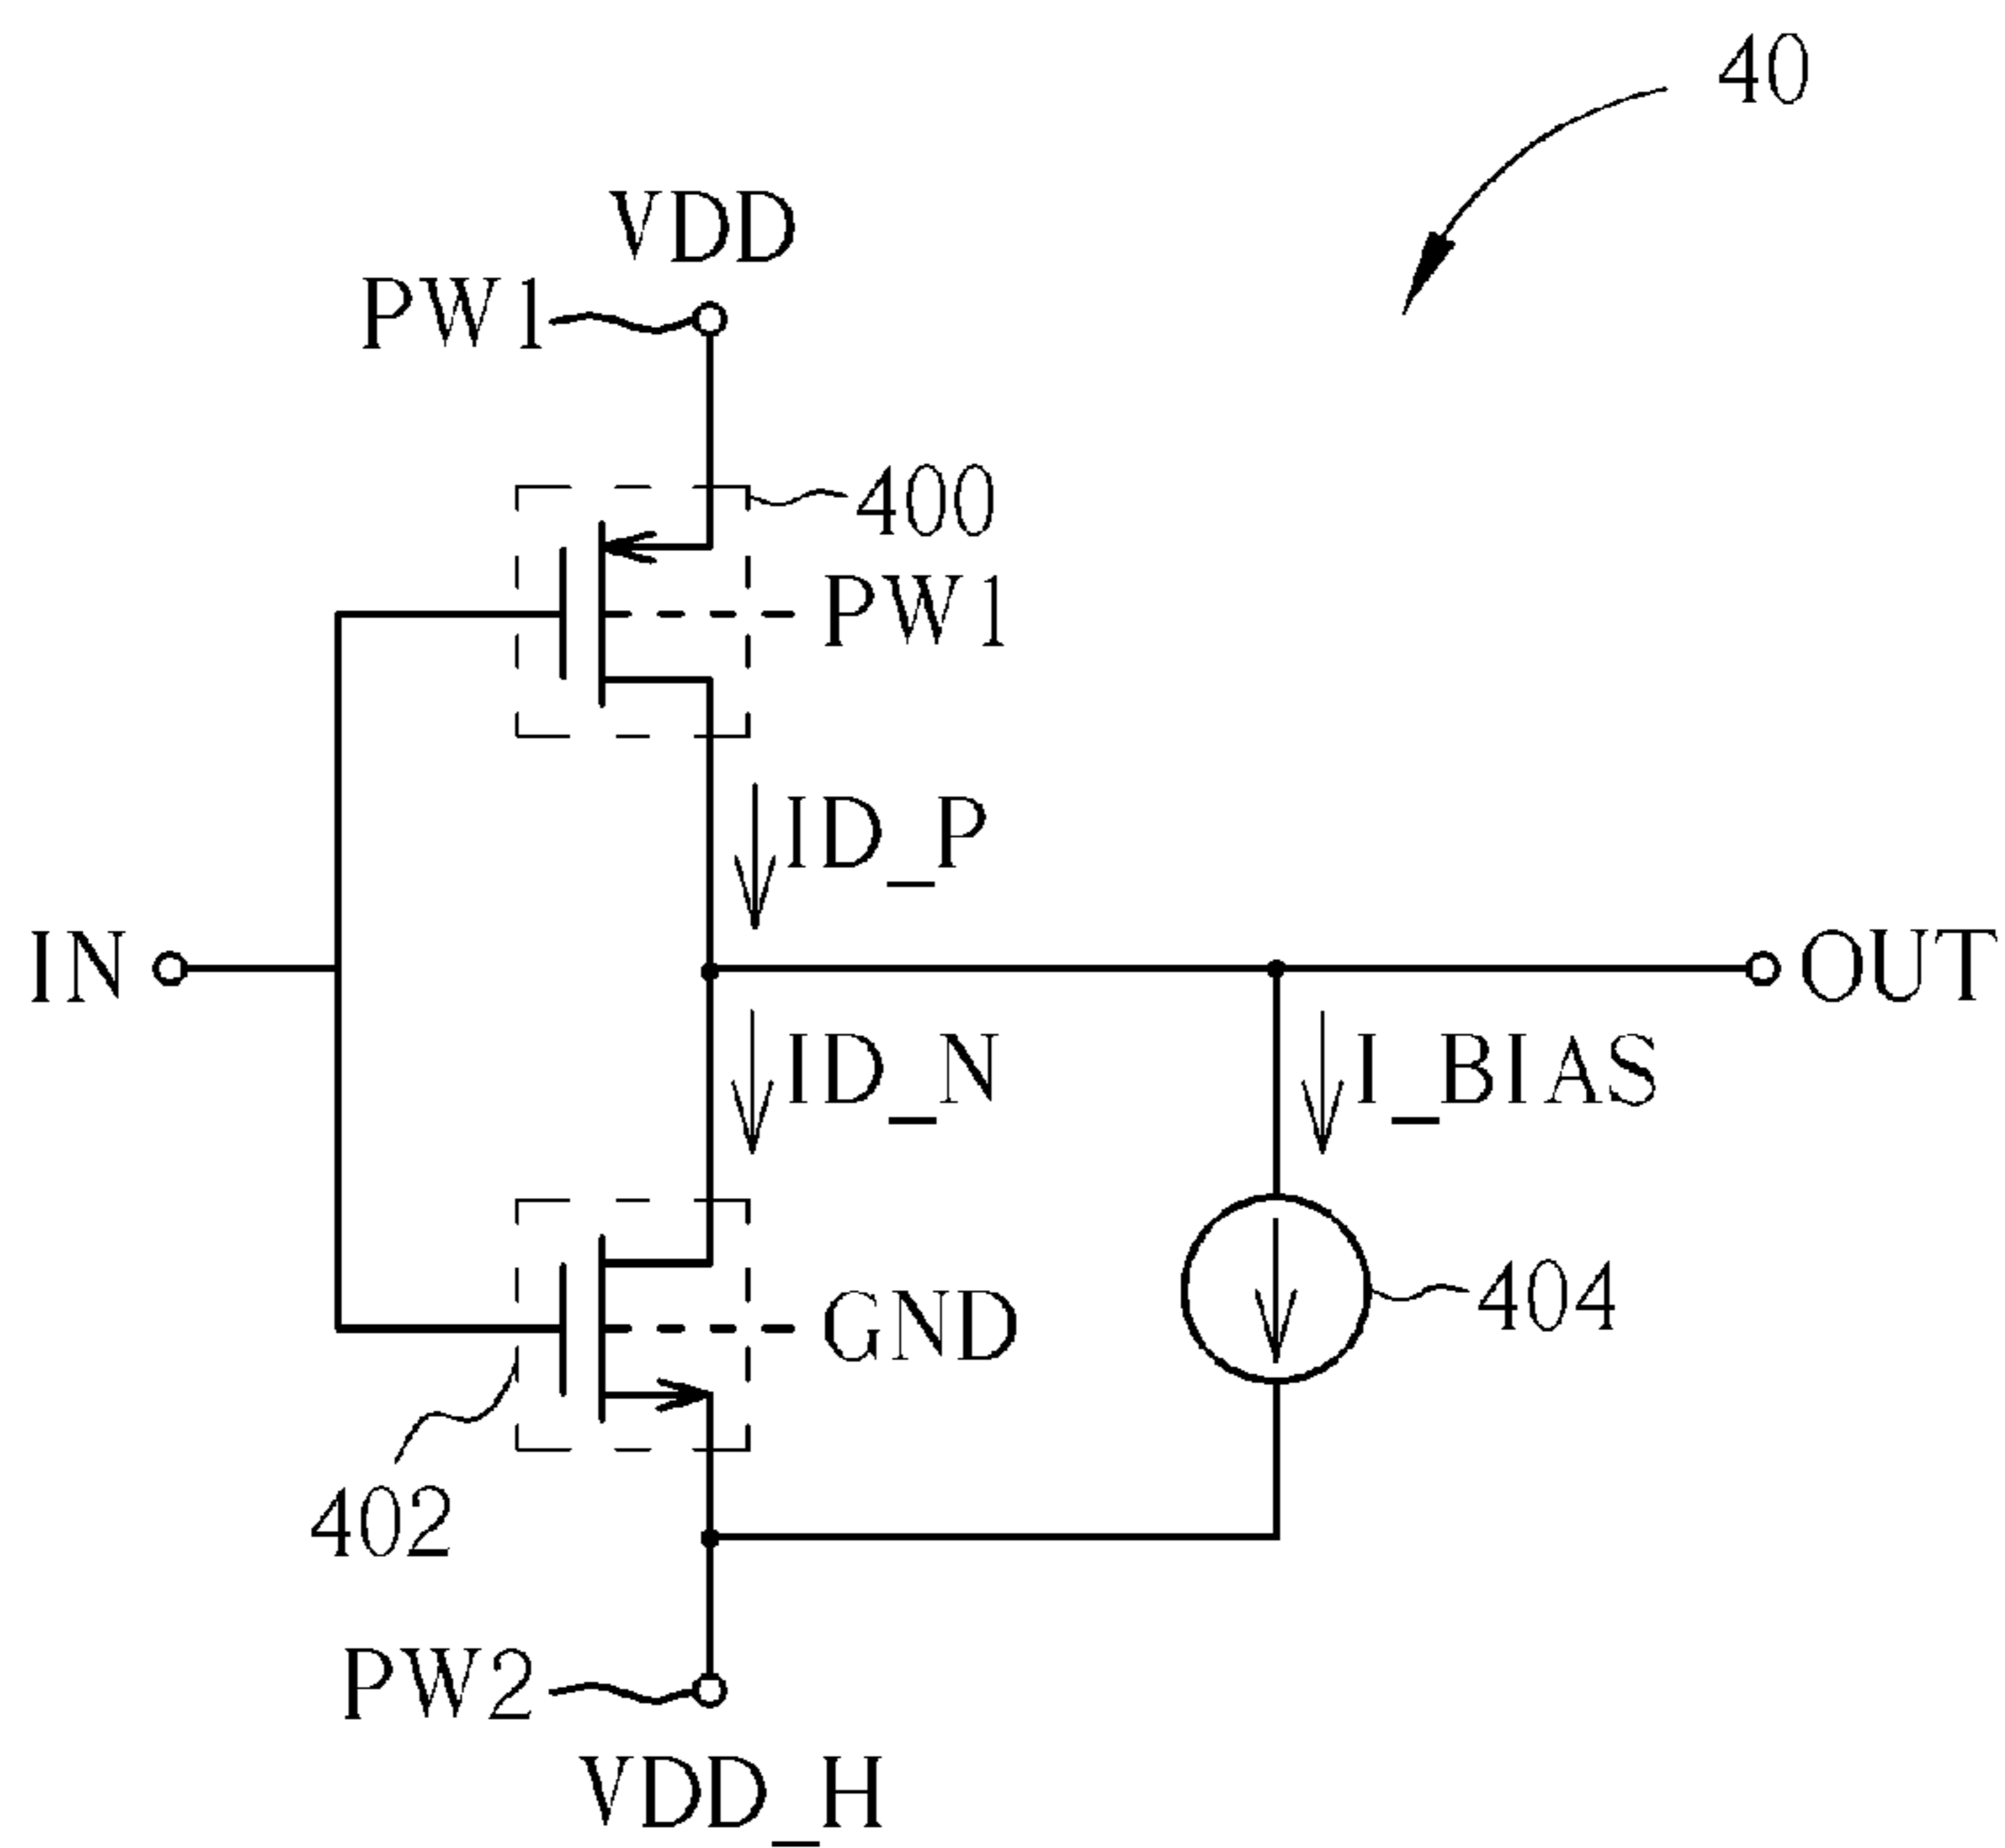 40
VDD
PW1
400
PW1
ID_P
IN
OUT
ID_N
I_BIAS
GND
404
402
PW2
VDD_H